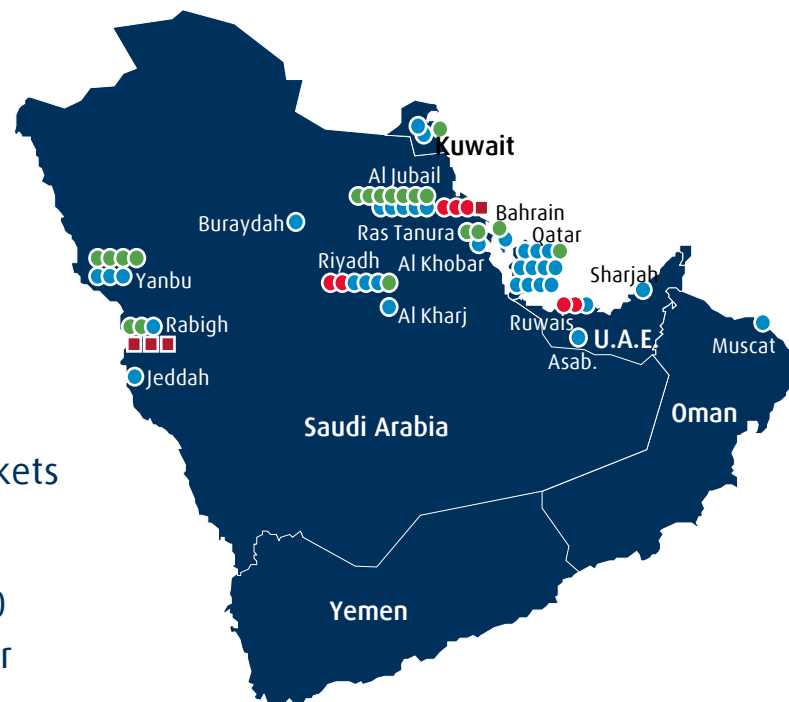 Kuwait
Al Jubail
Buraydah
Bahrain
Ras Tanura
Qatar
Riyadh
Al Khobar
Sharjah
Yanbu
Al Kharj
Rabigh
Ruwais
U.A.E.
Muscat
Asab.
Jeddah
Oman
Saudi Arabia
kets
0
r
Yemen